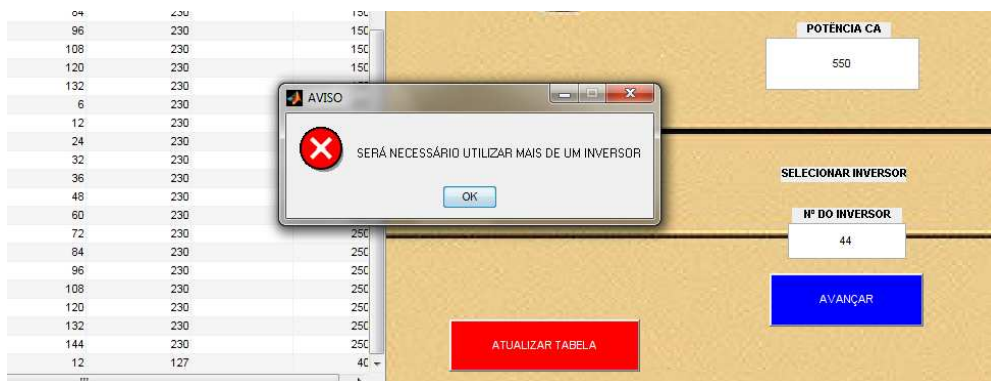 84 230 150
96 230 150
108 230 150
120 230 150
132 230
6 230
12 230
24 230
32 230
36 230
48 230
60 230
72 230 250
84 230 250
96 230 250
108 230 250
120 230 250
132 230 250
144 230 250
12 127 40
AVISO
SERÁ NECESSÁRIO UTILIZAR MAIS DE UM INVERSOR
OK
POTÊNCIA CA
550
SELECIONAR INVERSOR
Nº DO INVERSOR
44
AVANÇAR
ATUALIZAR TABELA